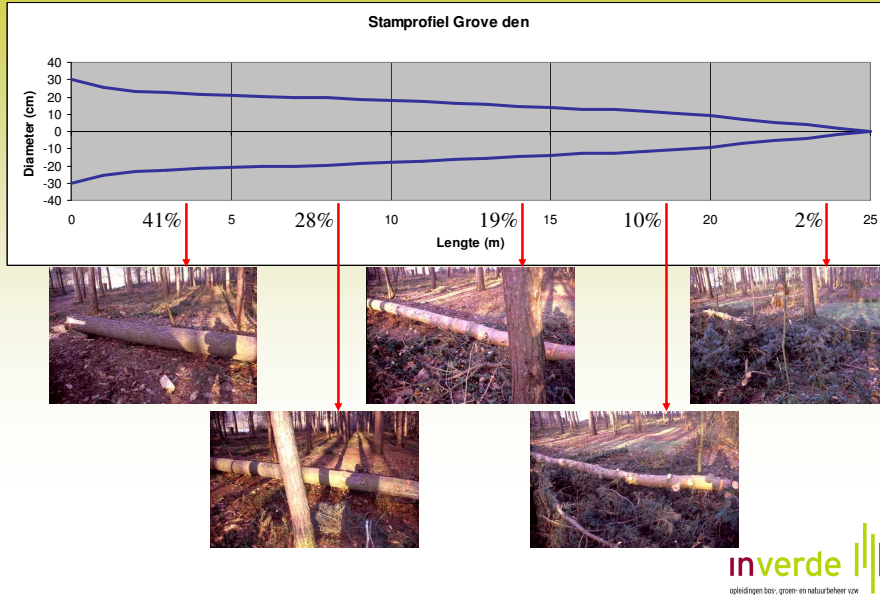 Stamprofiel Grove den
Diameter (cm)
40
30
20
10
0
-10
-20
-30
-40
0 41% 5 28% 10 19% 15 10% 20 2% 25
Lengte (m)
inverde
opleidingen bos-, groen- en natuurbeheer vzw